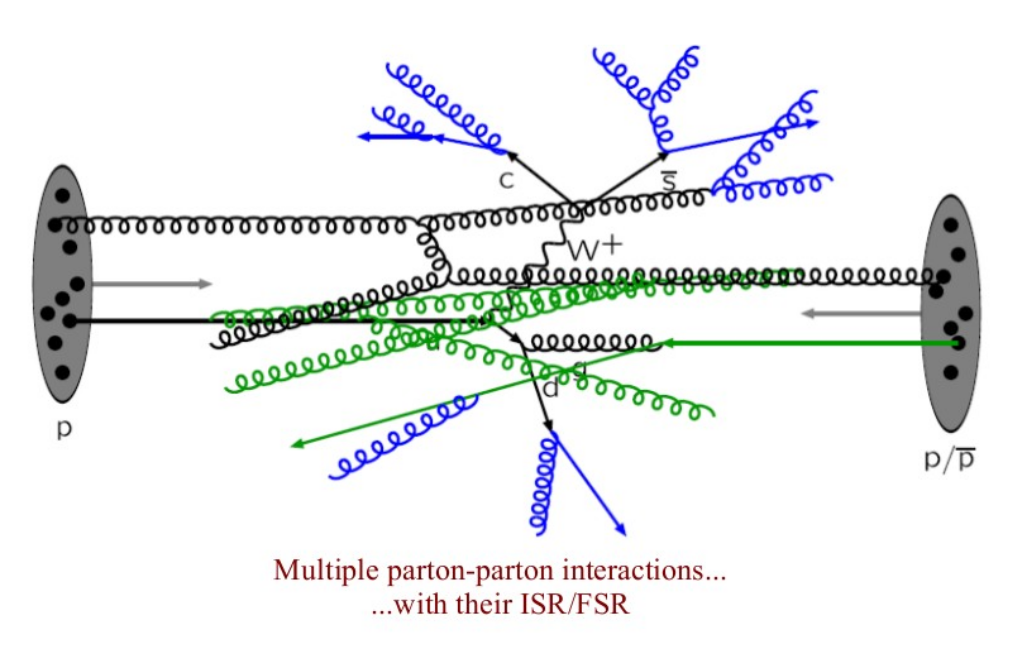 c
s̅
W+
u
g
d
p
p/p̅
Multiple parton-parton interactions...
...with their ISR/FSR